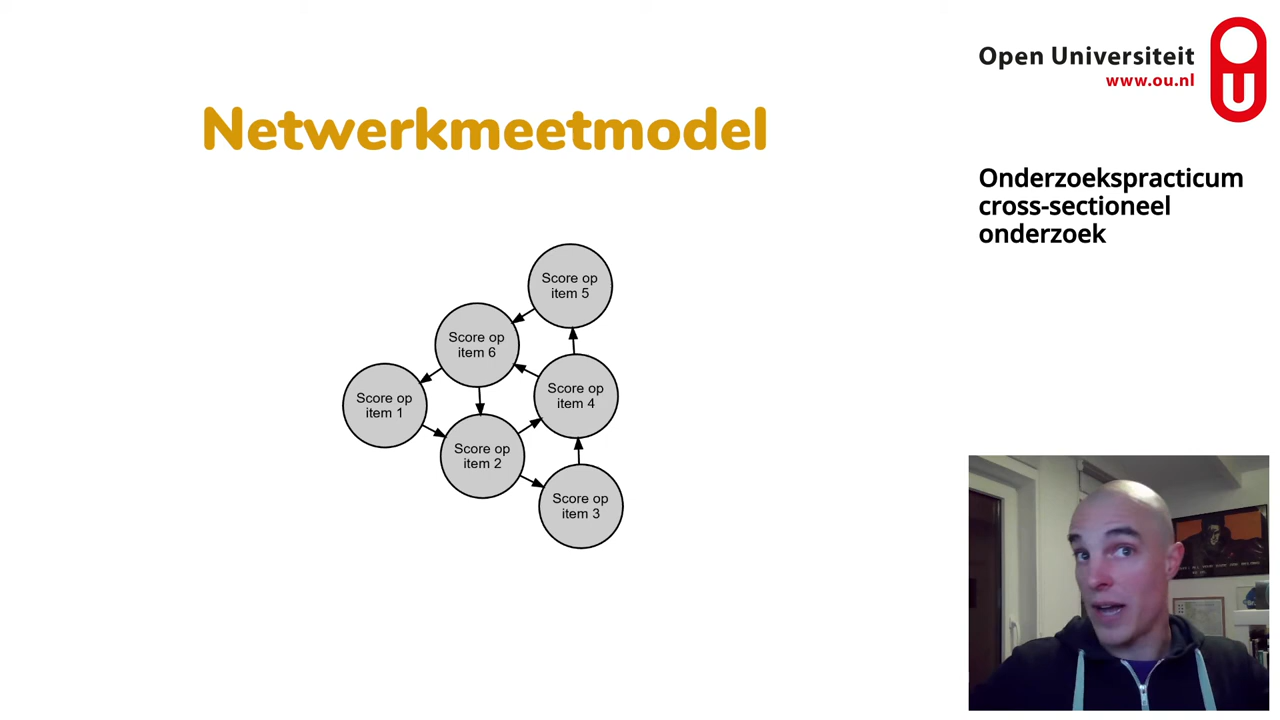 Netwerkmeetmodel
Open Universiteit
www.ou.nl
Onderzoekspracticum
cross-sectioneel
onderzoek
Score op
item 5
Score op
item 6
Score op
item 4
Score op
item 1
Score op
item 2
Score op
item 3